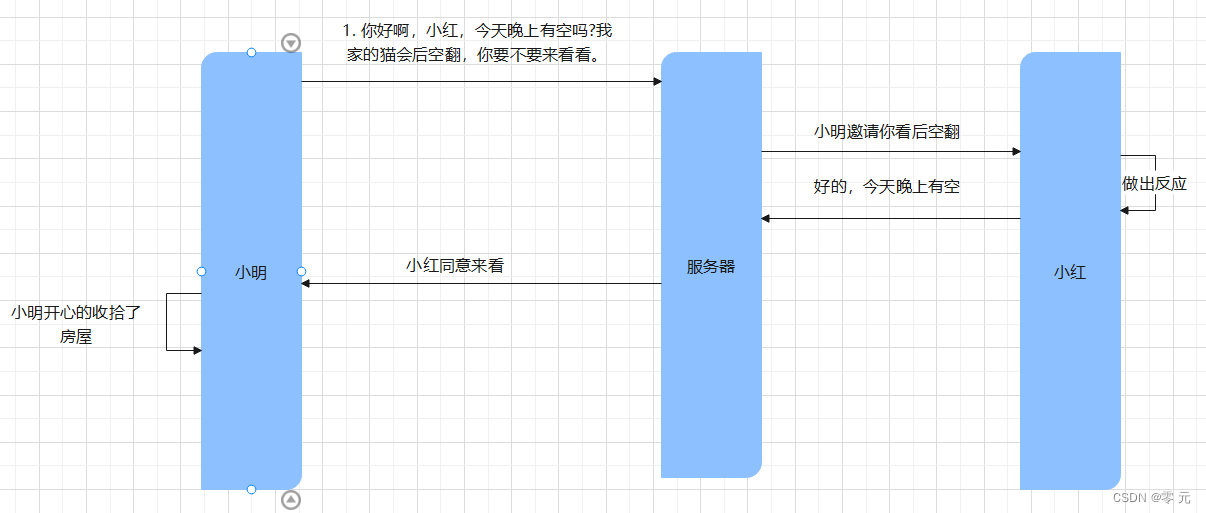 1. 你好啊，小红，今天晚上有空吗?我
家的猫会后空翻，你要不要来看看。
小明邀请你看后空翻
做出反应
好的，今天晚上有空
小红同意来看
小明
服务器
小红
小明开心的收拾了
房屋
CSDN @零 元